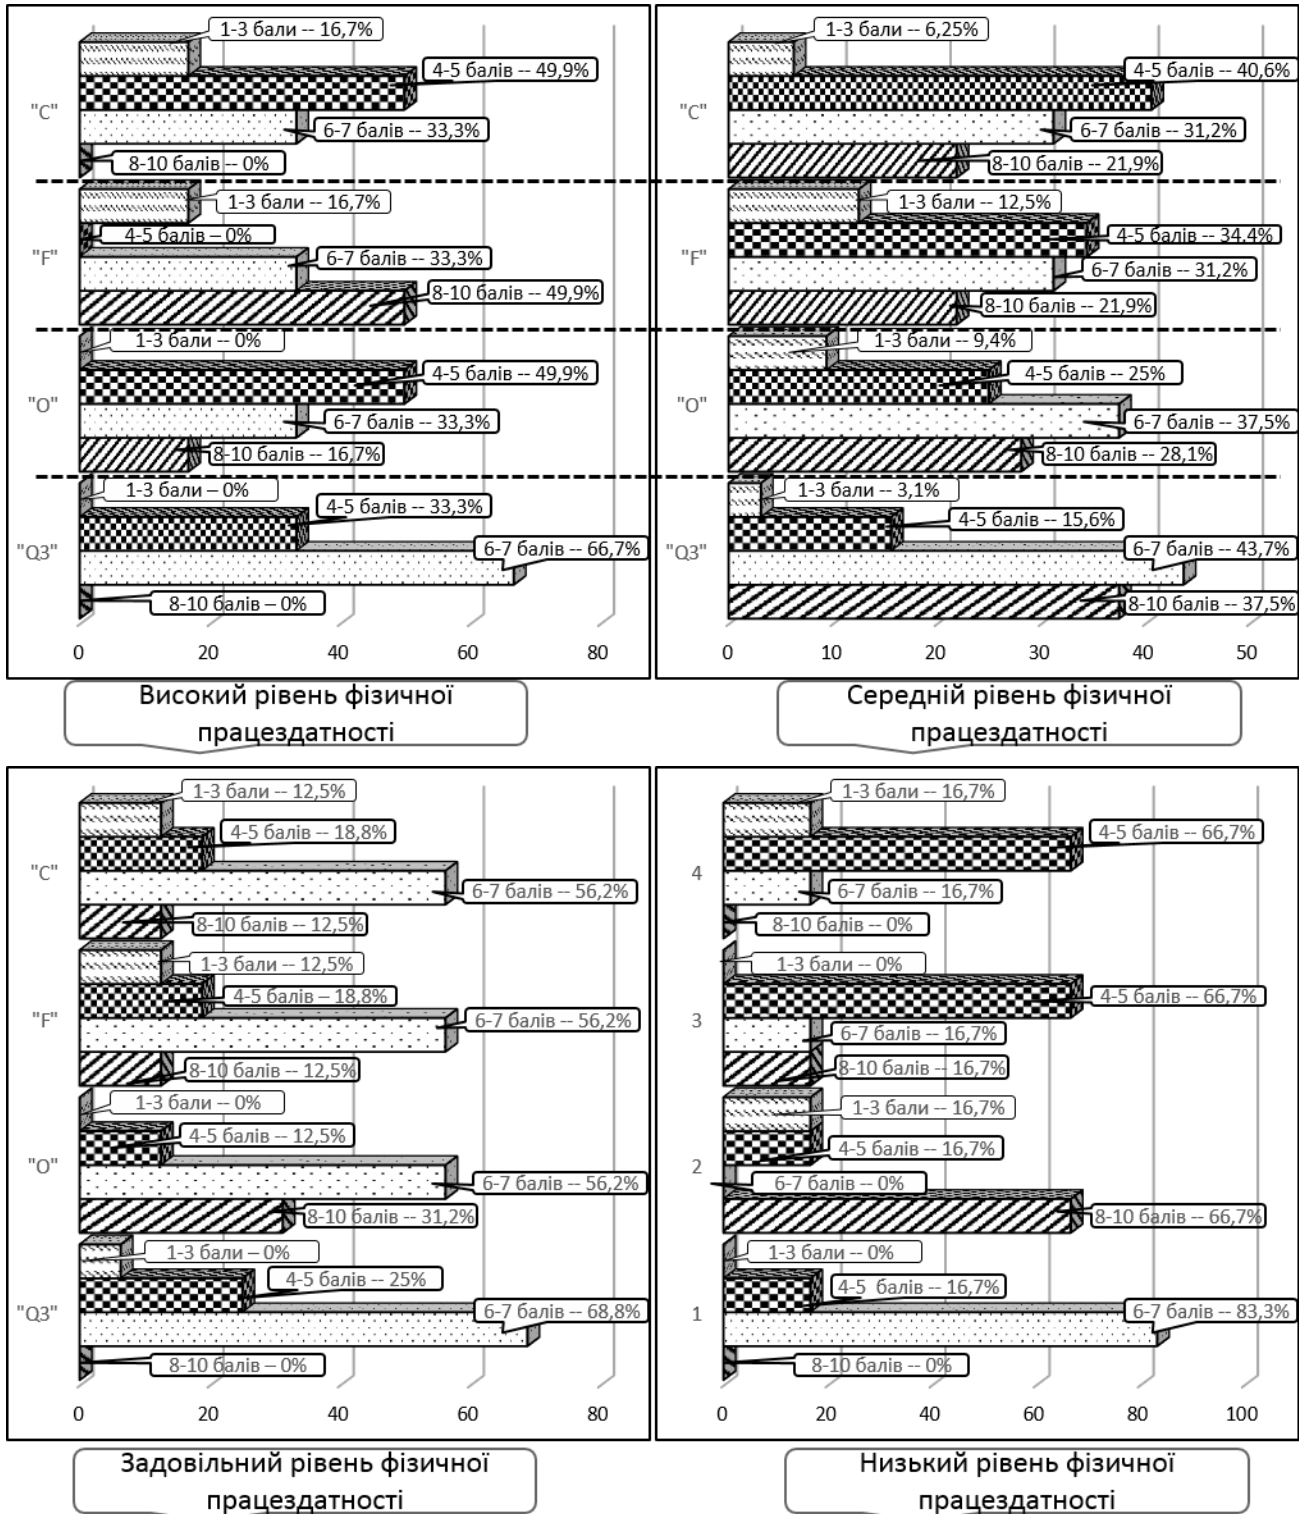 1-3 бали -- 16,7%
4-5 балів -- 49,9%
"C"
6-7 балів -- 33,3%
8-10 балів -- 0%
1-3 бали -- 16,7%
4-5 балів – 0%
"F"
6-7 балів -- 33,3%
8-10 балів -- 49,9%
1-3 бали -- 0%
4-5 балів -- 49,9%
"O"
6-7 балів -- 33,3%
8-10 балів -- 16,7%
1-3 бали – 0%
4-5 балів -- 33,3%
"Q3"
6-7 балів -- 66,7%
8-10 балів – 0%
0 20 40 60 80
Високий рівень фізичної
працездатності
1-3 бали -- 6,25%
4-5 балів -- 40,6%
"C"
6-7 балів -- 31,2%
8-10 балів -- 21,9%
1-3 бали -- 12,5%
4-5 балів -- 34.4%
"F"
6-7 балів -- 31,2%
8-10 балів -- 21,9%
1-3 бали -- 9,4%
4-5 балів -- 25%
"O"
6-7 балів -- 37,5%
8-10 балів -- 28,1%
1-3 бали -- 3,1%
4-5 балів -- 15,6%
"Q3"
6-7 балів -- 43,7%
8-10 балів -- 37,5%
0 10 20 30 40 50
Середній рівень фізичної
працездатності
1-3 бали -- 12,5%
4-5 балів -- 18,8%
"C"
6-7 балів -- 56,2%
8-10 балів -- 12,5%
1-3 бали -- 12,5%
4-5 балів – 18,8%
"F"
6-7 балів -- 56,2%
8-10 балів -- 12,5%
1-3 бали -- 0%
4-5 балів -- 12,5%
"O"
6-7 балів -- 56,2%
8-10 балів -- 31,2%
1-3 бали – 0%
4-5 балів -- 25%
"Q3"
6-7 балів -- 68,8%
8-10 балів – 0%
0 20 40 60 80
Задовільний рівень фізичної
працездатності
1-3 бали -- 16,7%
4-5 балів -- 66,7%
4
6-7 балів -- 16,7%
8-10 балів -- 0%
1-3 бали -- 0%
4-5 балів -- 66,7%
3
6-7 балів -- 16,7%
8-10 балів -- 16,7%
1-3 бали -- 16,7%
4-5 балів -- 16,7%
2
6-7 балів -- 0%
8-10 балів -- 66,7%
1-3 бали -- 0%
4-5 балів -- 16,7%
1
6-7 балів -- 83,3%
8-10 балів -- 0%
0 20 40 60 80 100
Низький рівень фізичної
працездатності